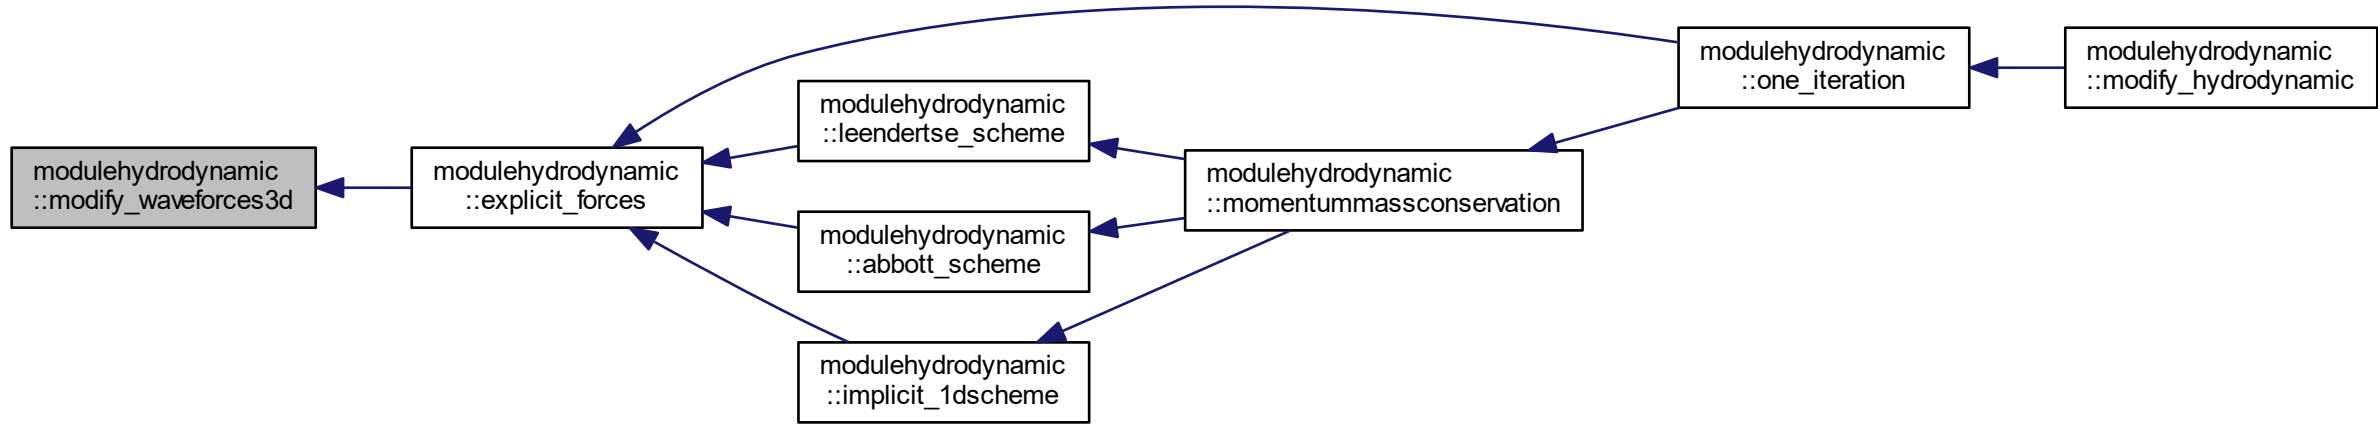 modulehydrodynamic
::modify_waveforces3d
modulehydrodynamic
::explicit_forces
modulehydrodynamic
::leendertse_scheme
modulehydrodynamic
::abbott_scheme
modulehydrodynamic
::implicit_1dscheme
modulehydrodynamic
::momentummassconservation
modulehydrodynamic
::one_iteration
modulehydrodynamic
::modify_hydrodynamic